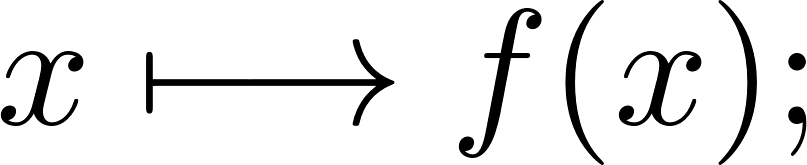 x ⟼ f(x);